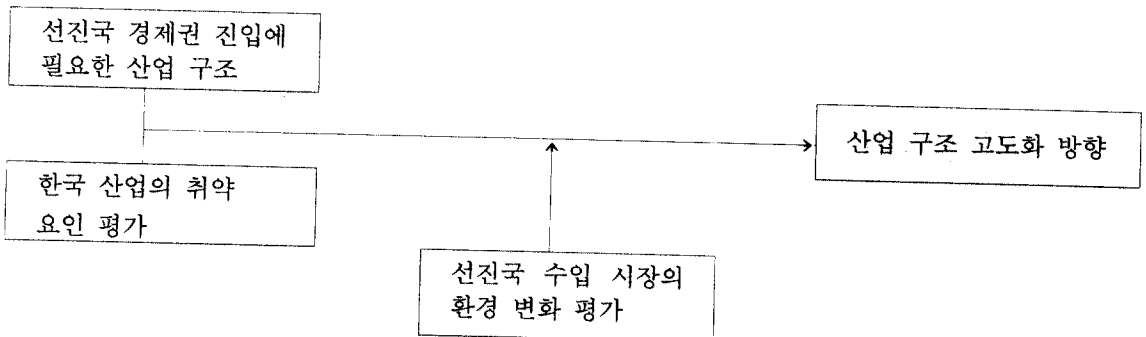 선진국 경제권 진입에
필요한 산업 구조
산업 구조 고도화 방향
한국 산업의 취약
요인 평가
선진국 수입 시장의
환경 변화 평가